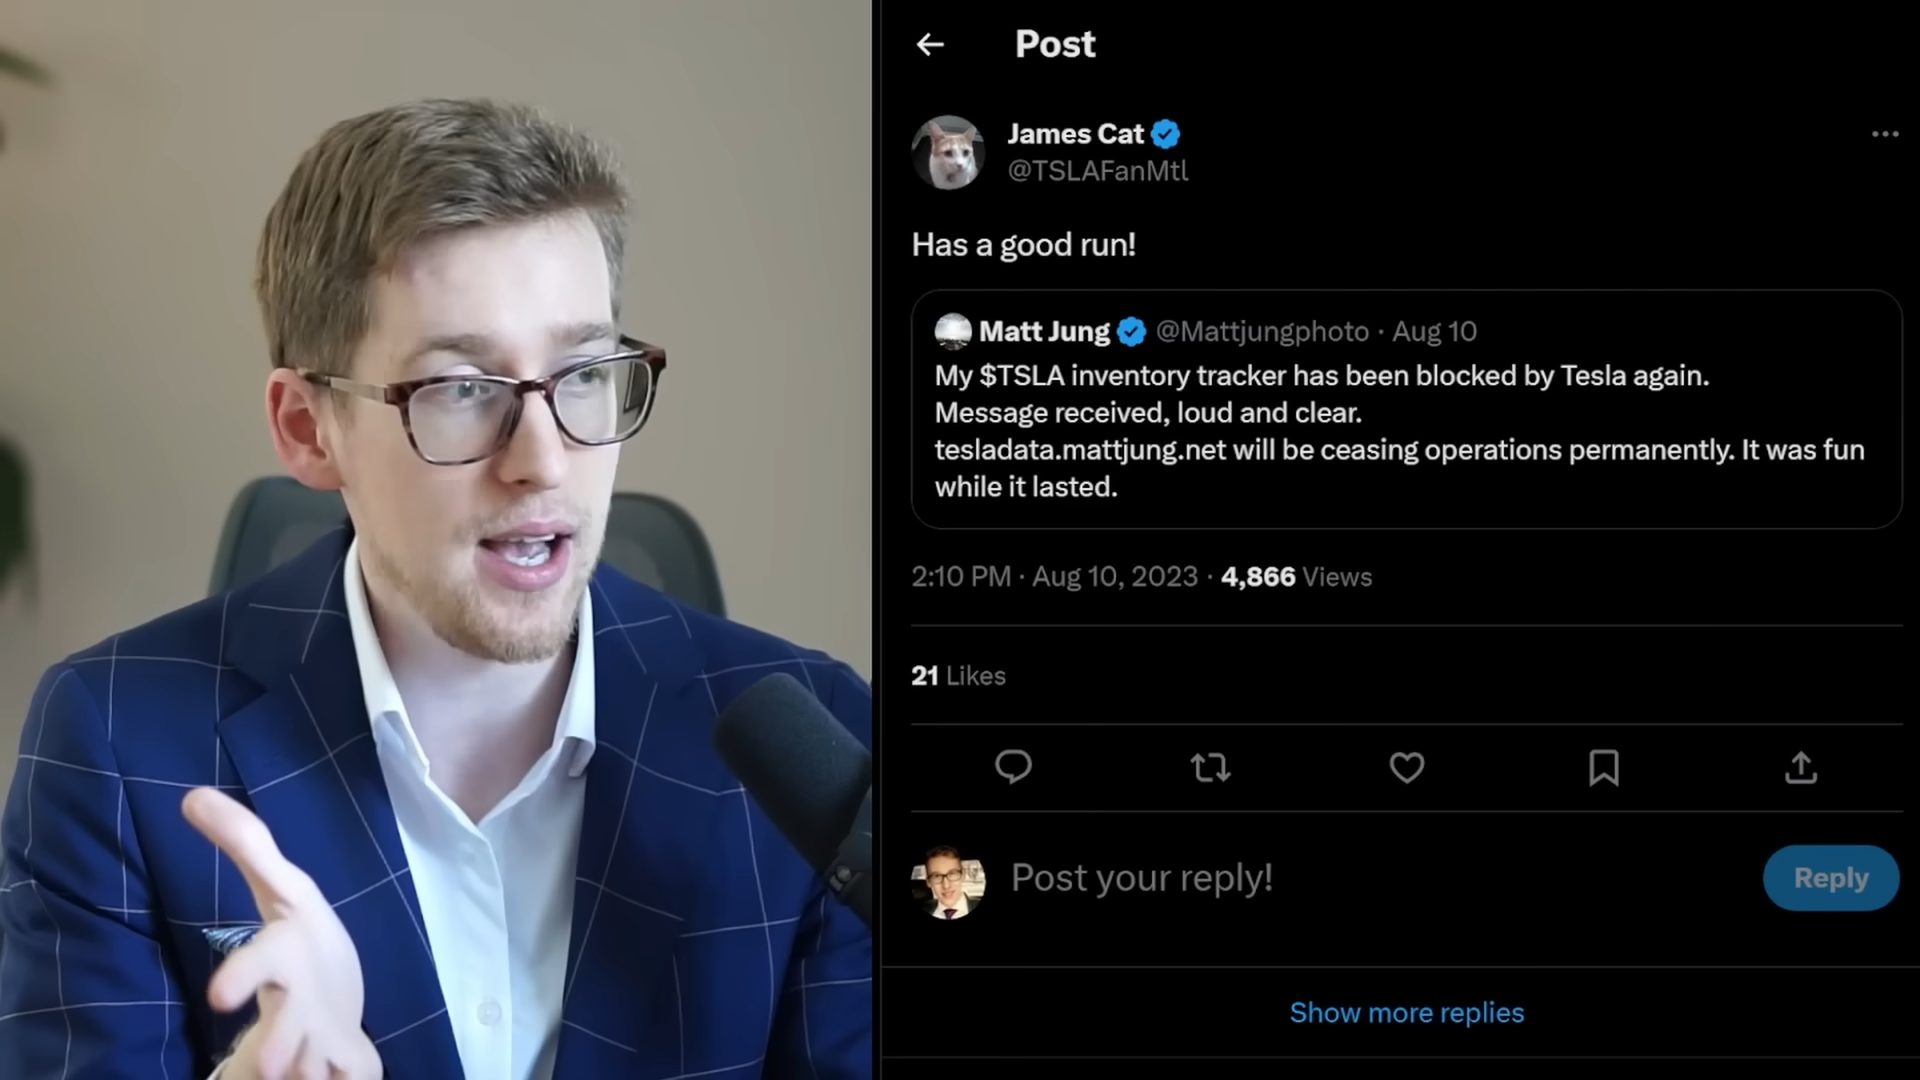 Post
James Cat
@TSLAFanMtl
Has a good run!
Matt Jung @Mattjungphoto · Aug 10
My $TSLA inventory tracker has been blocked by Tesla again.
Message received, loud and clear.
tesladata.mattjung.net will be ceasing operations permanently. It was fun
while it lasted.
2:10 PM · Aug 10, 2023 · 4,866 Views
21 Likes
Post your reply!
Reply
Show more replies